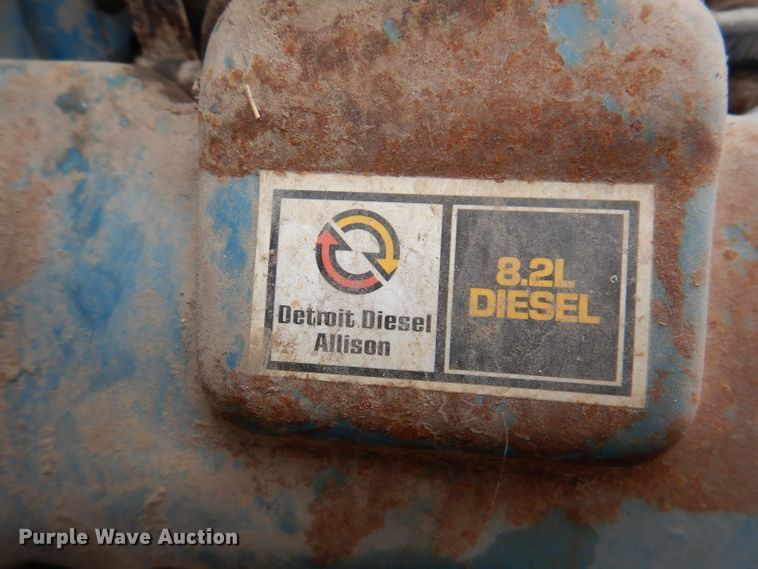 Detroit Diesel
Allison
8.2L
DIESEL
Purple Wave Auction